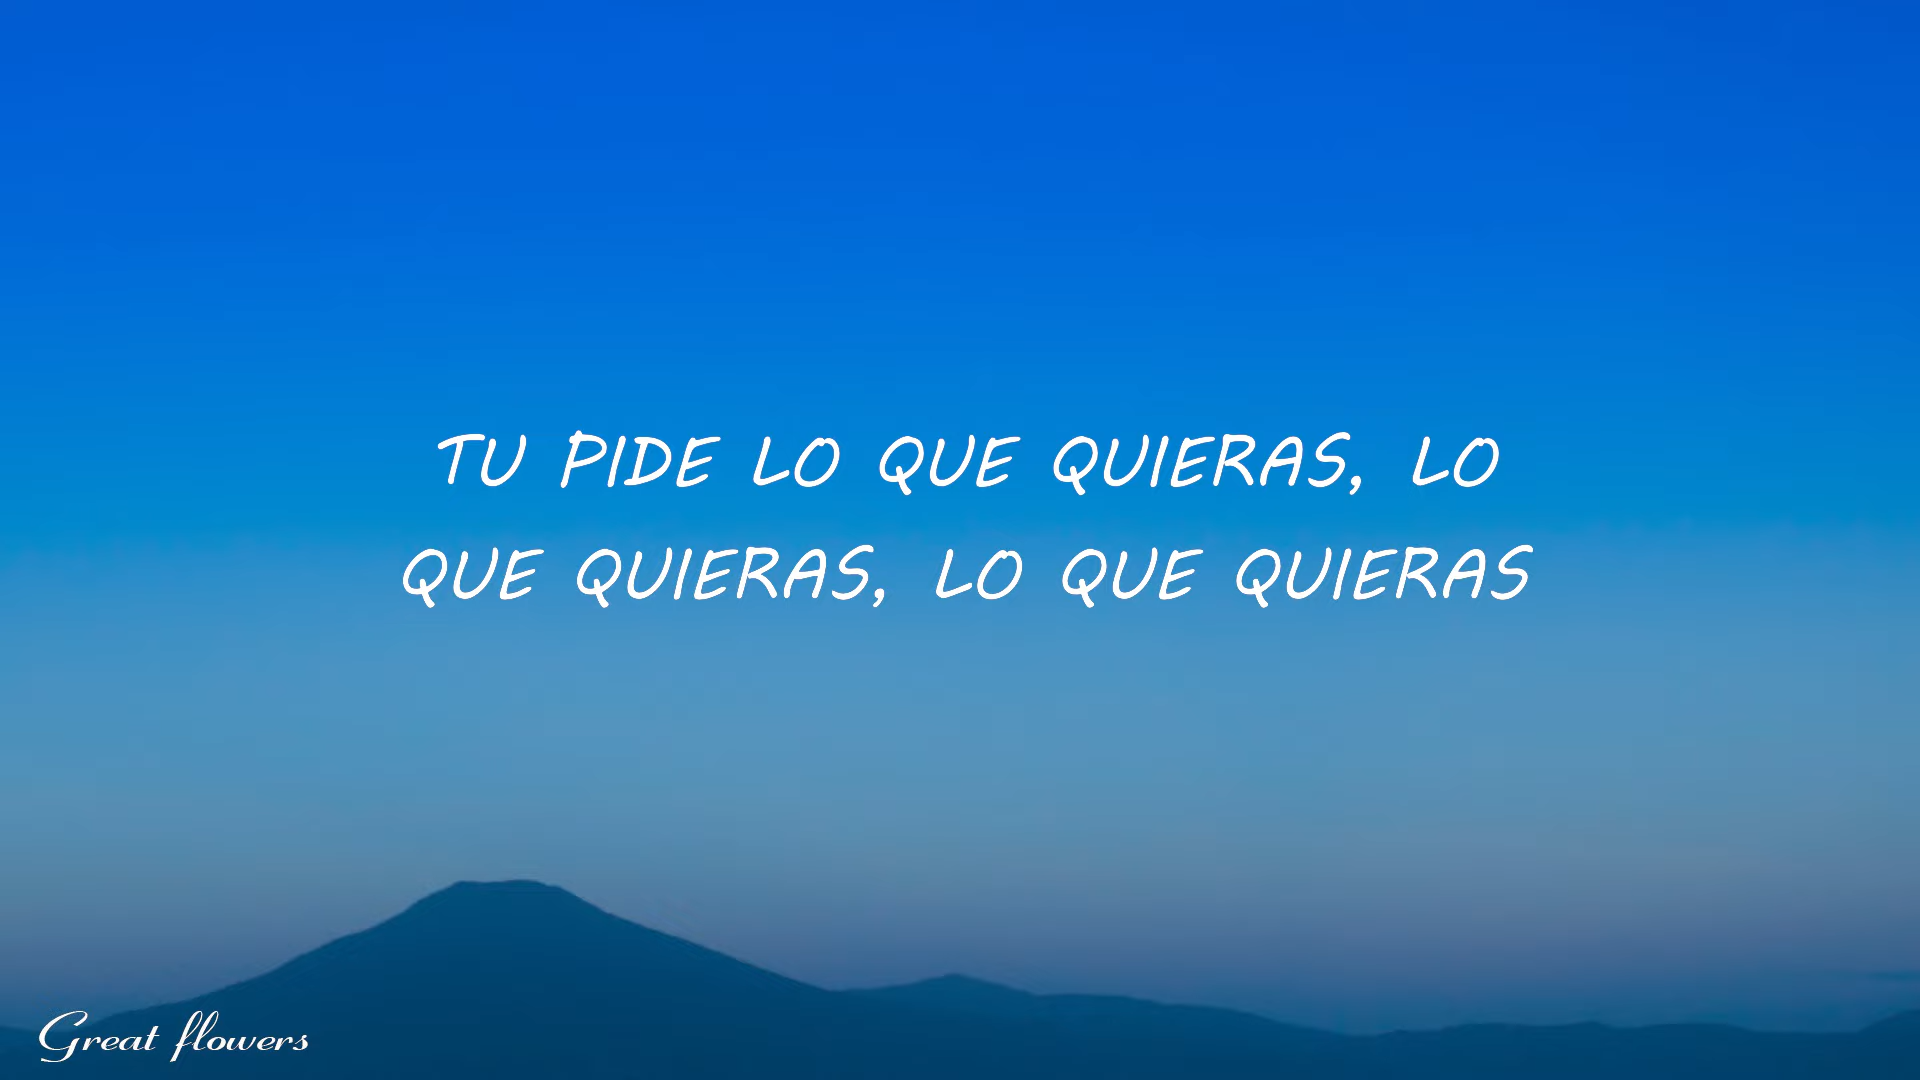 TU PIDE LO QUE QUIERAS, LO
QUE QUIERAS, LO QUE QUIERAS
Great flowers